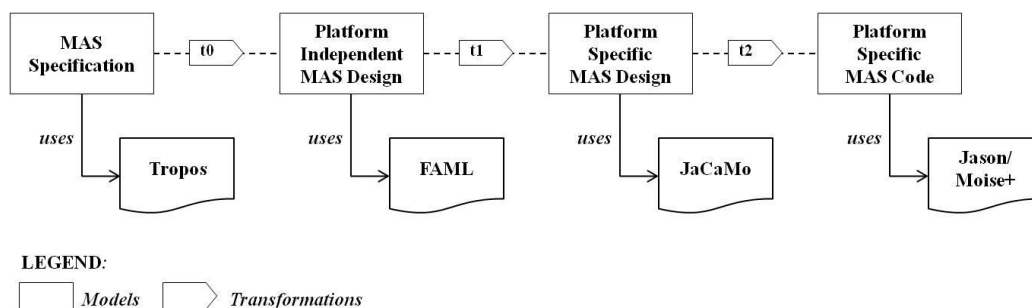 MAS
Specification
t0
Platform
Independent
MAS Design
t1
Platform
Specific
MAS Design
t2
Platform
Specific
MAS Code
uses
uses
uses
uses
Tropos
FAML
JaCaMo
Jason/
Moise+
LEGEND:
Models
Transformations